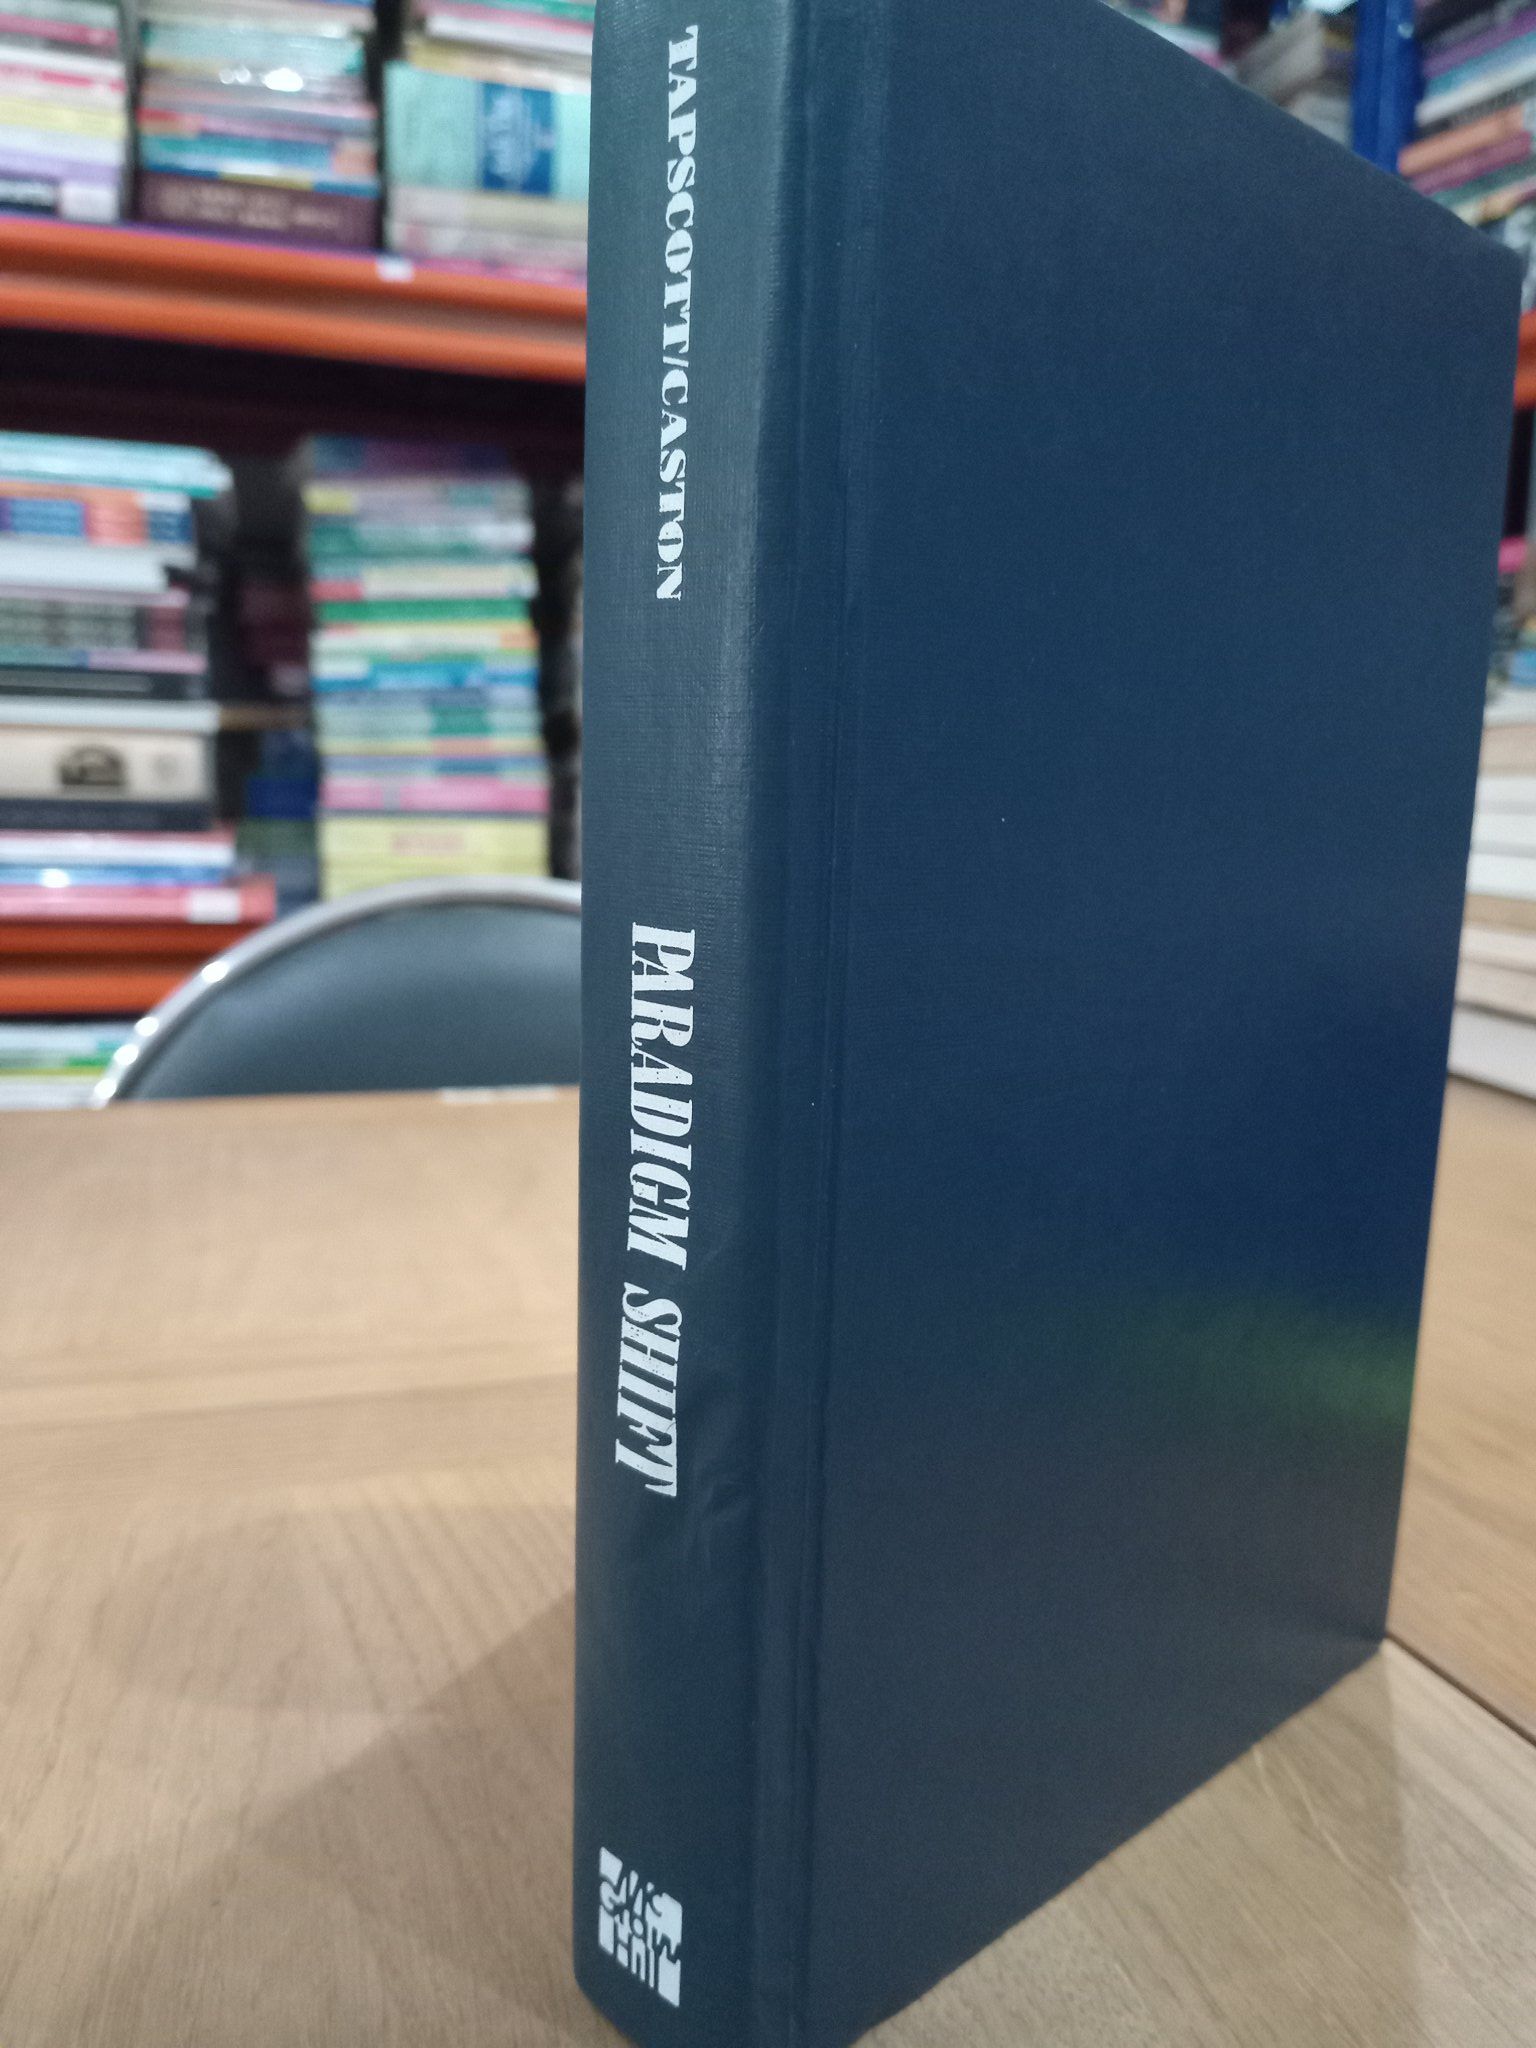 TAPSCOTT/CASTON
PARADIGM SHIFT
Mc
Graw
Hill